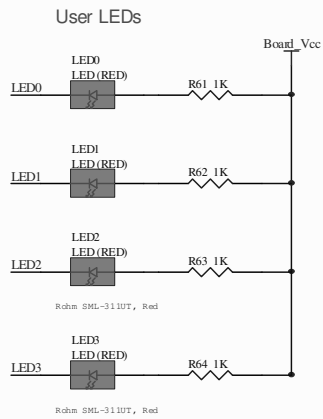 User LEDs
Board_Vcc
LED0
LED (RED)
LED0
R61 1K
LED1
LED (RED)
LED1
R62 1K
LED2
LED (RED)
LED2
R63 1K
Rohm SML-311UT, Red
LED3
LED (RED)
LED3
R64 1K
Rohm SML-311UT, Red